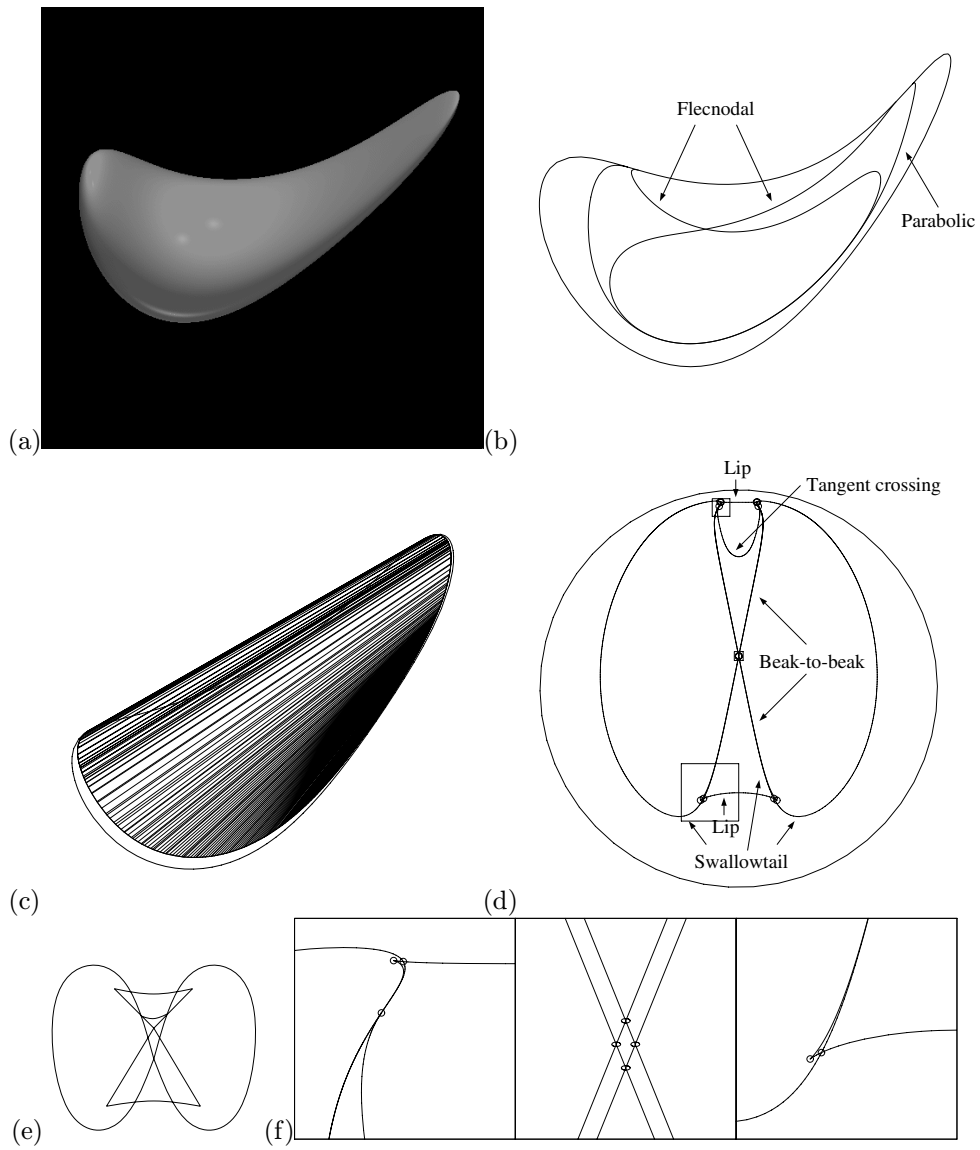 Flecnodal
Parabolic
(a)
(b)
Lip
Tangent crossing
Beak-to-beak
Lip
Swallowtail
(c)
(d)
(e)
(f)